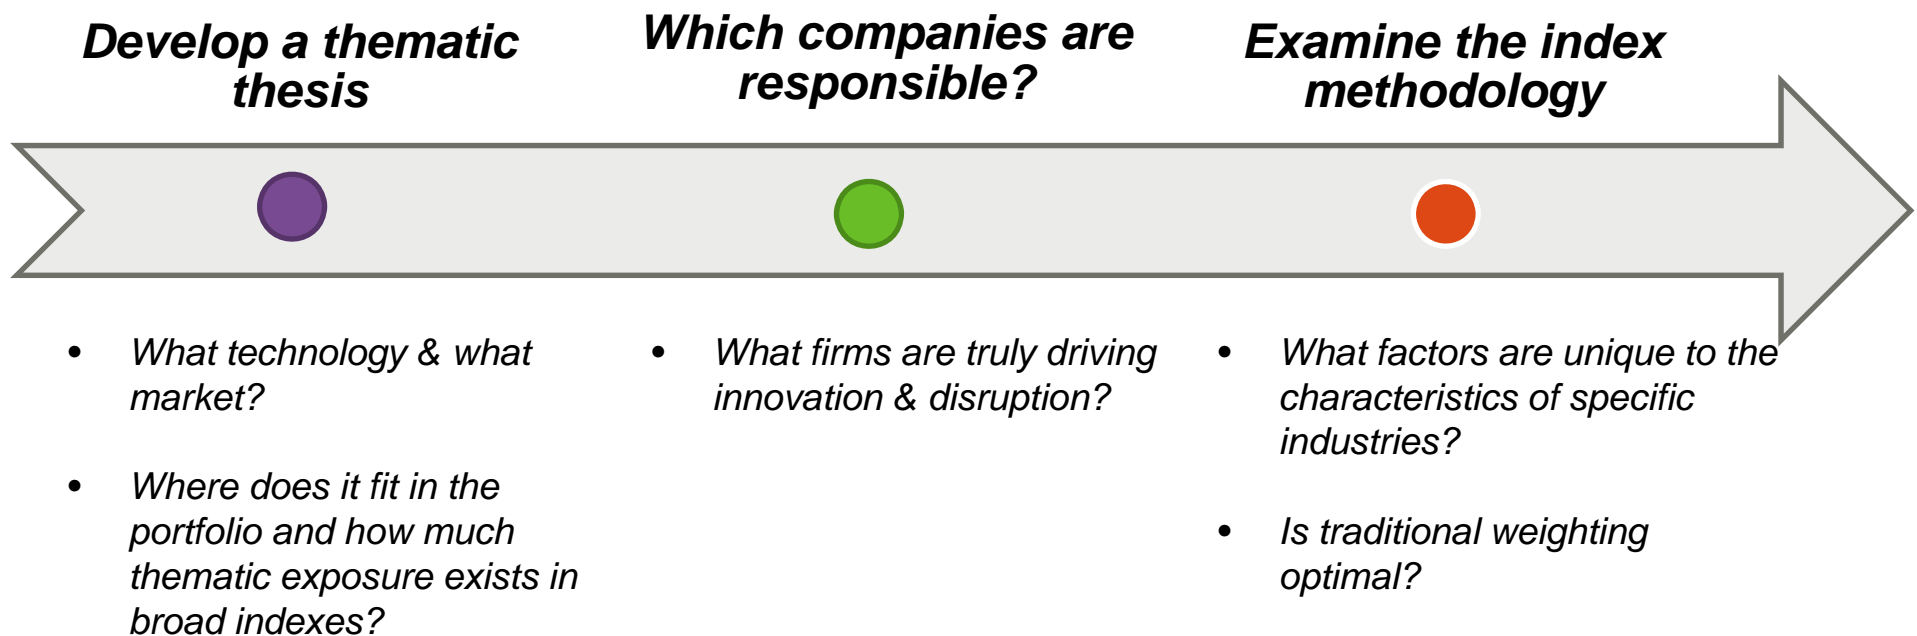 Develop a thematic
thesis
Which companies are
responsible?
Examine the index
methodology
• What technology & what
market?
• Where does it fit in the
portfolio and how much
thematic exposure exists in
broad indexes?
• What firms are truly driving
innovation & disruption?
• What factors are unique to the
characteristics of specific
industries?
• Is traditional weighting
optimal?